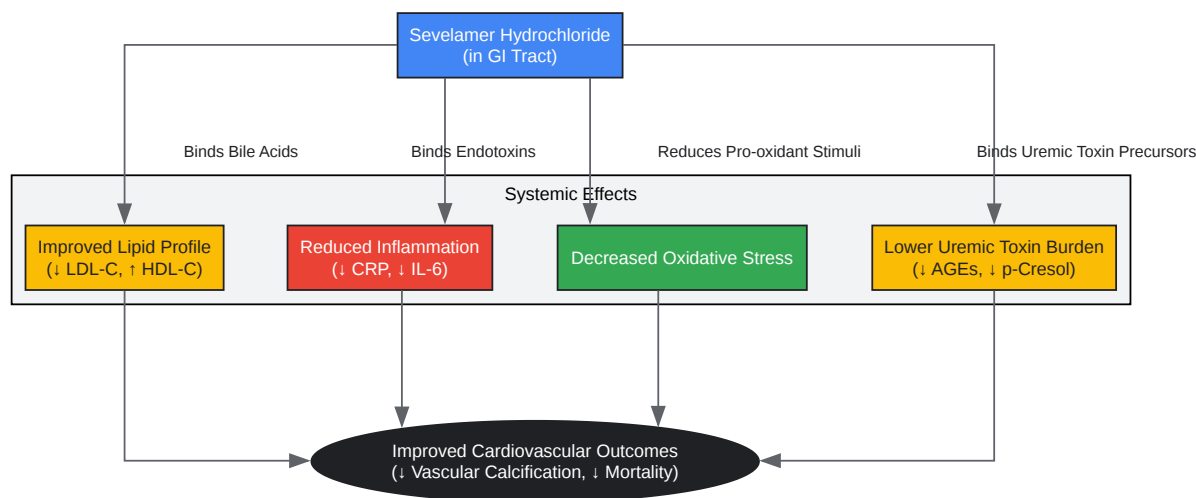 Sevelamer Hydrochloride
(in GI Tract)
Binds Bile Acids
Binds Endotoxins
Reduces Pro-oxidant Stimuli
Binds Uremic Toxin Precursors
Systemic Effects
Improved Lipid Profile
(↓ LDL-C, ↑ HDL-C)
Reduced Inflammation
(↓ CRP, ↓ IL-6)
Decreased Oxidative Stress
Lower Uremic Toxin Burden
(↓ AGEs, ↓ p-Cresol)
Improved Cardiovascular Outcomes
(↓ Vascular Calcification, ↓ Mortality)